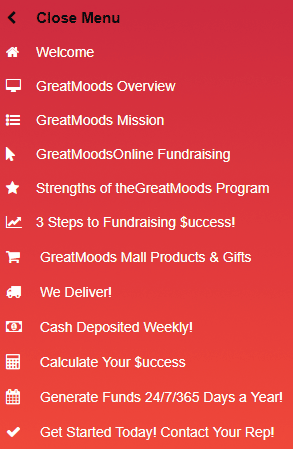 Close Menu
Welcome
GreatMoods Overview
GreatMoods Mission
GreatMoodsOnline Fundraising
Strengths of theGreatMoods Program
3 Steps to Fundraising $uccess!
GreatMoods Mall Products & Gifts
We Deliver!
Cash Deposited Weekly!
Calculate Your $uccess
Generate Funds 24/7/365 Days a Year!
Get Started Today! Contact Your Rep!